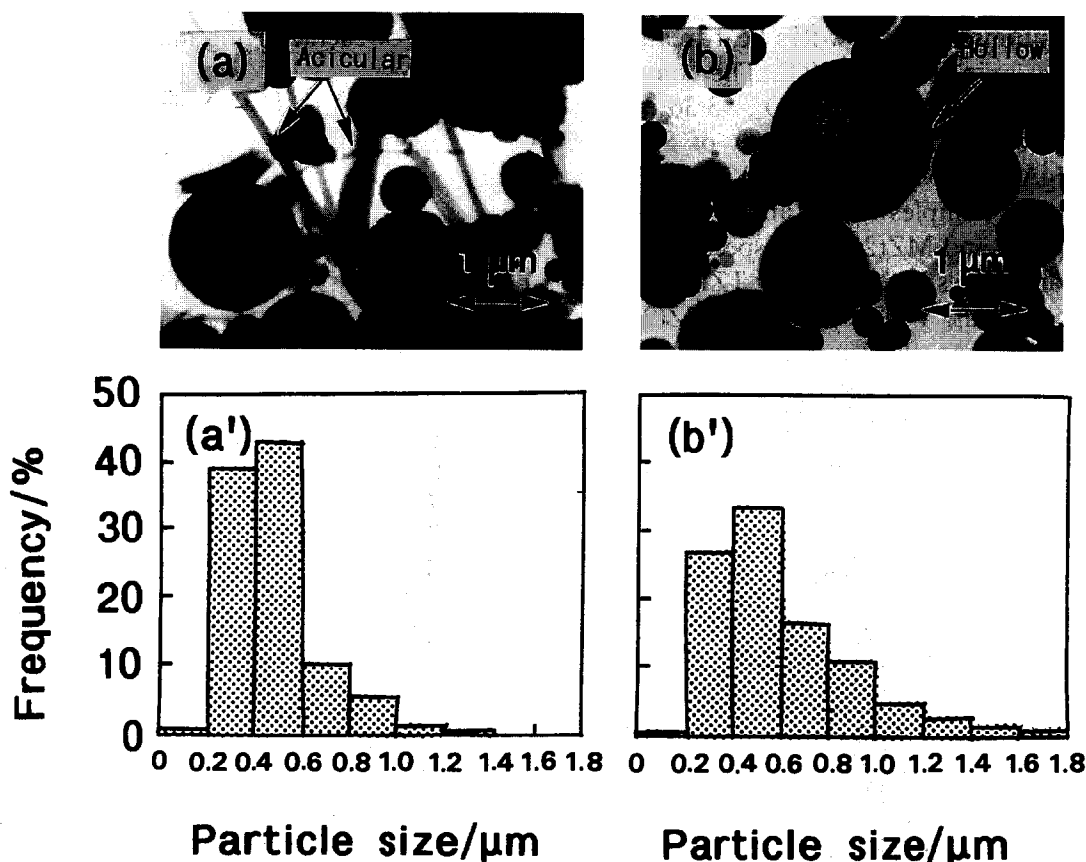 (a) Acicular
1 μm
(b) Hollow
1 μm
50
40
30
20
10
0
Frequency/%
(a')
0 0.2 0.4 0.6 0.8 1.0 1.2 1.4 1.6 1.8
Particle size/μm
(b')
0 0.2 0.4 0.6 0.8 1.0 1.2 1.4 1.6 1.8
Particle size/μm